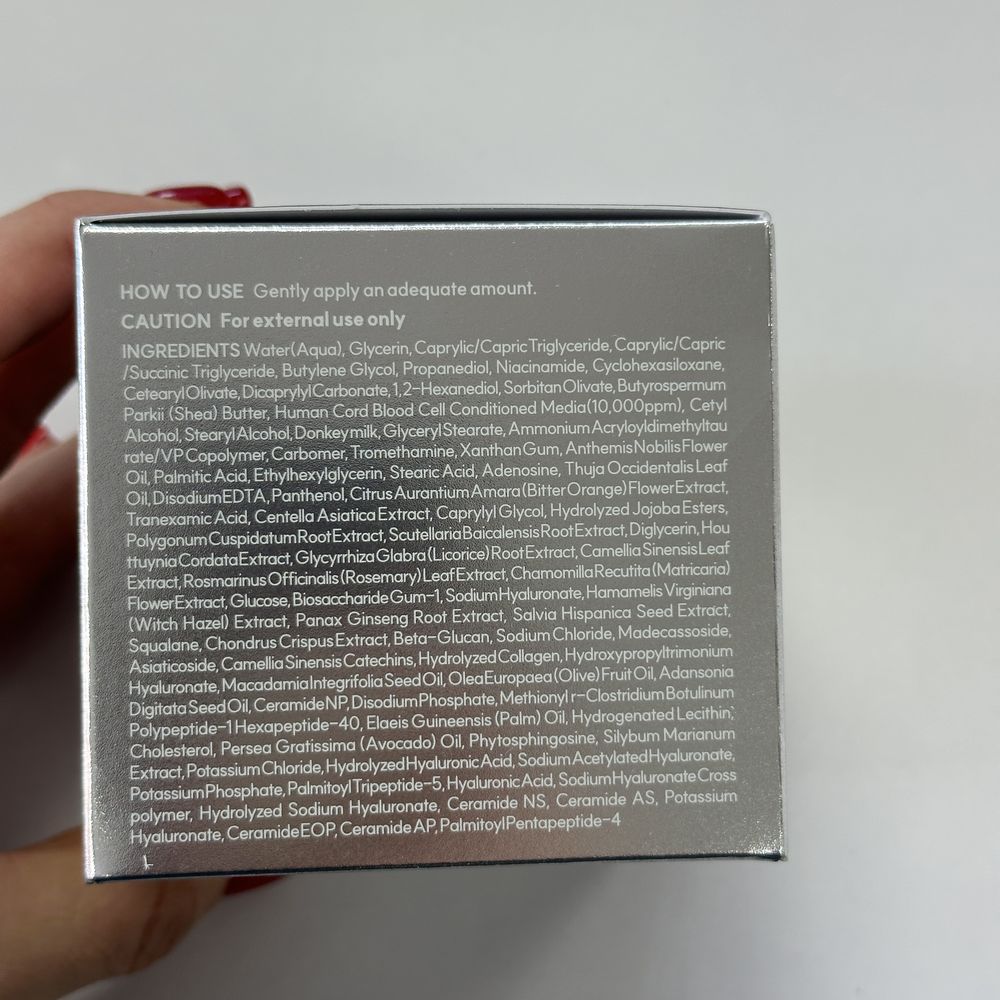 HOW TO USE Gently apply an adequate amount.
CAUTION For external use only
INGREDIENTS Water(Aqua), Glycerin, Caprylic/Capric Triglyceride, Caprylic/Capric
/Succinic Triglyceride, Butylene Glycol, Propanediol, Niacinamide, Cyclohexasiloxane,
Cetearyl Olivate, Dicaprylyl Carbonate, 1,2-Hexanediol, Sorbitan Olivate, Butyrospermum
Parkii (Shea) Butter, Human Cord Blood Cell Conditioned Media(10,000ppm), Cetyl
Alcohol, Stearyl Alcohol, Donkey milk, Glyceryl Stearate, Ammonium Acryloyldimethyltau
rate/VP Copolymer, Carbomer, Tromethamine, Xanthan Gum, Anthemis Nobilis Flower
Oil, Palmitic Acid, Ethylhexylglycerin, Stearic Acid, Adenosine, Thuja Occidentalis Leaf
Oil, Disodium EDTA, Panthenol, Citrus Aurantium Amara (Bitter Orange) Flower Extract,
Tranexamic Acid, Centella Asiatica Extract, Caprylyl Glycol, Hydrolyzed Jojoba Esters,
Polygonum Cuspidatum Root Extract, Scutellaria Baicalensis Root Extract, Diglycerin, Hou
ttuynia Cordata Extract, Glycyrrhiza Glabra (Licorice) Root Extract, Camellia Sinensis Leaf
Extract, Rosmarinus Officinalis (Rosemary) Leaf Extract, Chamomilla Recutita (Matricaria)
Flower Extract, Glucose, Biosaccharide Gum-1, Sodium Hyaluronate, Hamamelis Virginiana
(Witch Hazel) Extract, Panax Ginseng Root Extract, Salvia Hispanica Seed Extract,
Squalane, Chondrus Crispus Extract, Beta-Glucan, Sodium Chloride, Madecassoside,
Asiaticoside, Camellia Sinensis Catechins, Hydrolyzed Collagen, Hydroxypropyltrimonium
Hyaluronate, Macadamia Integrifolia Seed Oil, Olea Europaea (Olive) Fruit Oil, Adansonia
Digitata Seed Oil, Ceramide NP, Disodium Phosphate, Methionyl r-Clostridium Botulinum
Polypeptide-1 Hexapeptide-40, Elaeis Guineensis (Palm) Oil, Hydrogenated Lecithin,
Cholesterol, Persea Gratissima (Avocado) Oil, Phytosphingosine, Silybum Marianum
Extract, Potassium Chloride, Hydrolyzed Hyaluronic Acid, Sodium Acetylated Hyaluronate,
Potassium Phosphate, Palmitoyl Tripeptide-5, Hyaluronic Acid, Sodium Hyaluronate Cross
polymer, Hydrolyzed Sodium Hyaluronate, Ceramide NS, Ceramide AS, Potassium
Hyaluronate, Ceramide EOP, Ceramide AP, Palmitoyl Pentapeptide-4